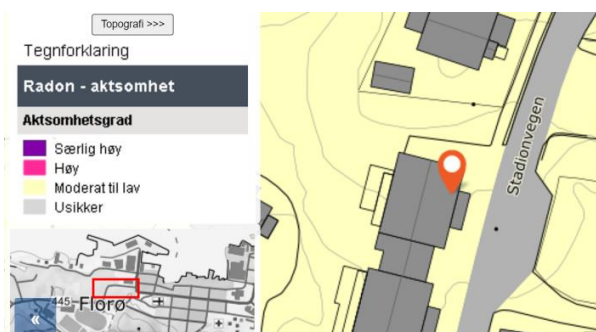 Topografi >>>
Tegnforklaring
Radon - aktsomhet
Aktsomhetsgrad
Særlig høy
Høy
Moderat til lav
Usikker
445
Florø
«
Stadionvegen